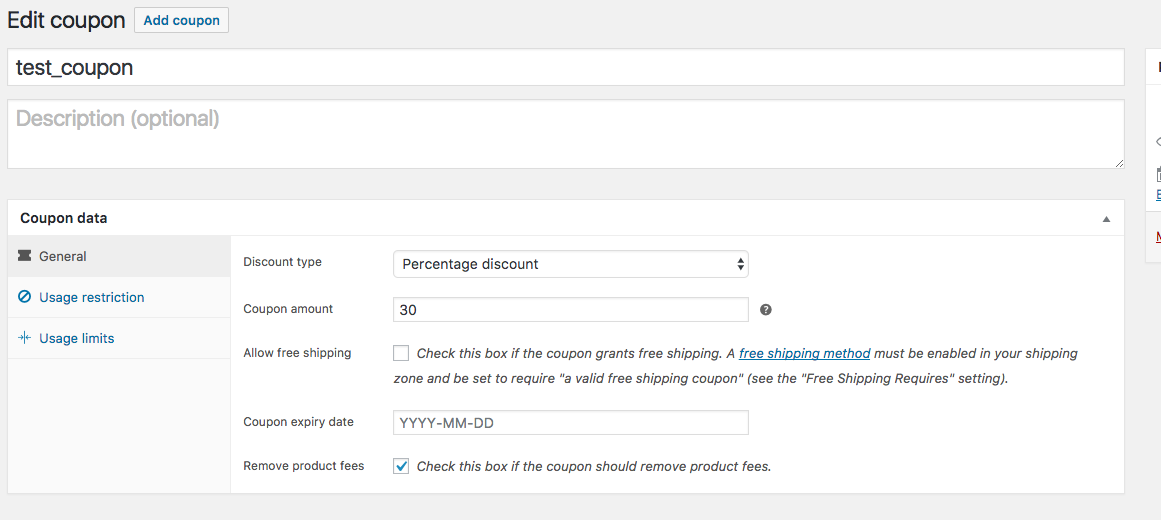 Edit coupon Add coupon
test_coupon
Description (optional)
Coupon data
General
Usage restriction
Usage limits
Discount type Percentage discount
Coupon amount 30
Allow free shipping Check this box if the coupon grants free shipping. A free shipping method must be enabled in your shipping
zone and be set to require "a valid free shipping coupon" (see the "Free Shipping Requires" setting).
Coupon expiry date YYYY-MM-DD
Remove product fees Check this box if the coupon should remove product fees.